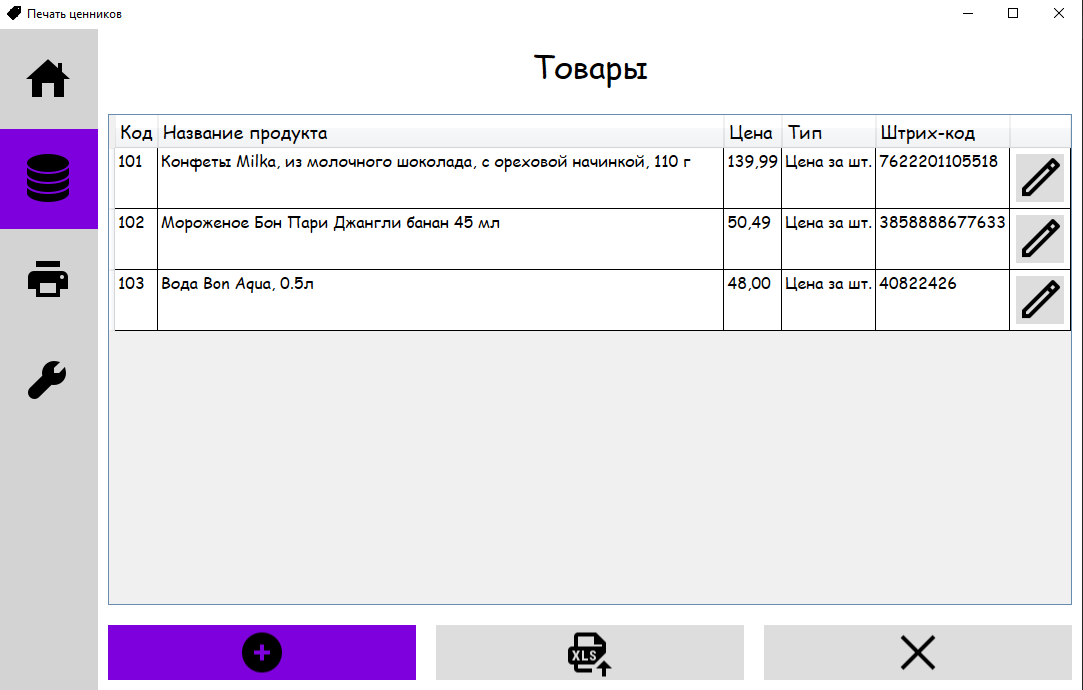 Печать ценников
Товары
Код Название продукта Цена Тип Штрих-код
101 Конфеты Milka, из молочного шоколада, с ореховой начинкой, 110 г 139,99 Цена за шт. 7622201105518
102 Мороженое Бон Пари Джангли банан 45 мл 50,49 Цена за шт. 3858888677633
103 Вода Bon Aqua, 0.5л 48,00 Цена за шт. 40822426
XLS